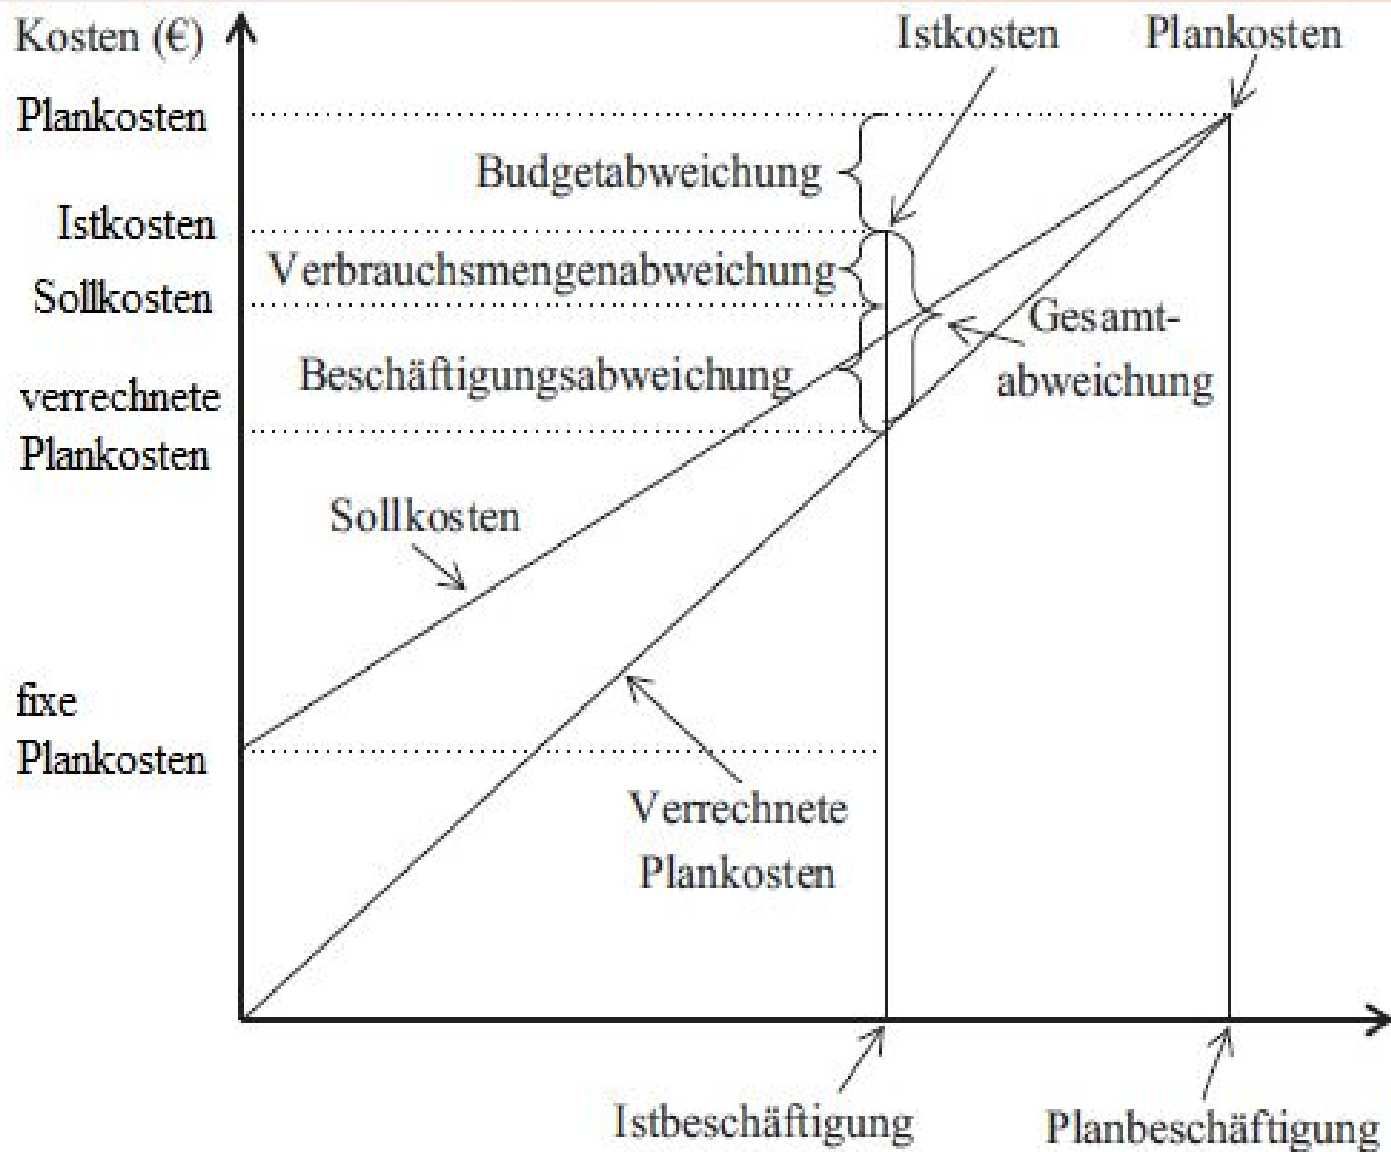 Kosten (€)
Istkosten
Plankosten
Plankosten
Budgetabweichung
Istkosten
Verbrauchsmengenabweichung
Sollkosten
Gesamt-
abweichung
Beschäftigungsabweichung
verrechnete
Plankosten
Sollkosten
fixe
Plankosten
Verrechnete
Plankosten
Istbeschäftigung
Planbeschäftigung